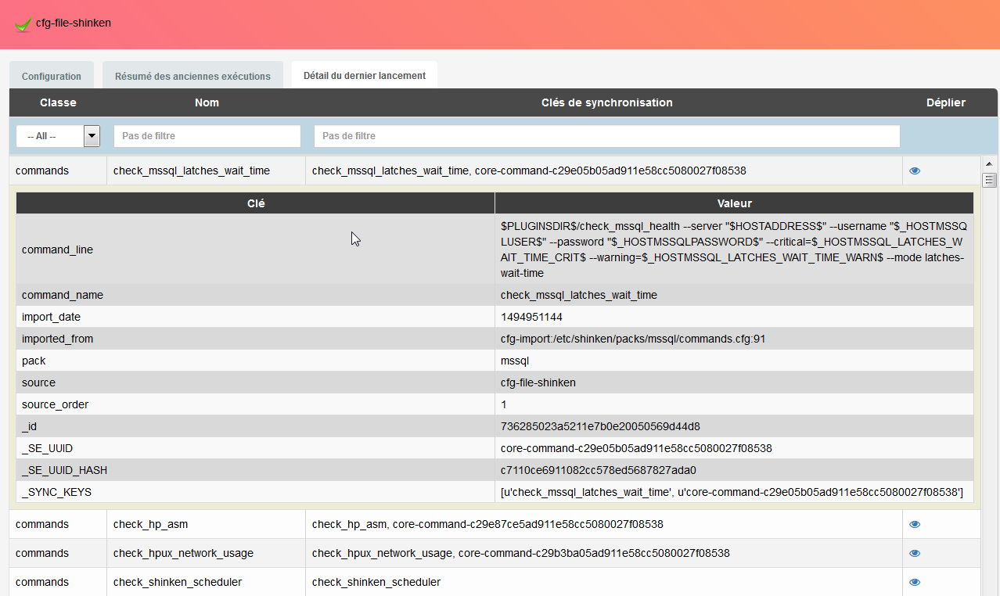 cfg-file-shinken
Configuration Résumé des anciennes exécutions Détail du dernier lancement
Classe Nom Clés de synchronisation Déplier
-- All -- Pas de filtre Pas de filtre
commands check_mssql_latches_wait_time check_mssql_latches_wait_time, core-command-c29e05b05ad911e58cc5080027f08538
Clé Valeur
command_line $PLUGINSDIR$/check_mssql_health --server "$HOSTADDRESS$" --username "$_HOSTMSSQ
LUSER$" --password "$_HOSTMSSQLPASSWORD$" --critical=$_HOSTMSSQL_LATCHES_W
AIT_TIME_CRIT$ --warning=$_HOSTMSSQL_LATCHES_WAIT_TIME_WARN$ --mode latches-
wait-time
command_name check_mssql_latches_wait_time
import_date 1494951144
imported_from cfg-import:/etc/shinken/packs/mssql/commands.cfg:91
pack mssql
source cfg-file-shinken
source_order 1
_id 736285023a5211e7b0e20050569d44d8
_SE_UUID core-command-c29e05b05ad911e58cc5080027f08538
_SE_UUID_HASH c7110ce6911082cc578ed5687827ada0
_SYNC_KEYS [u'check_mssql_latches_wait_time', u'core-command-c29e05b05ad911e58cc5080027f08538']
commands check_hp_asm check_hp_asm, core-command-c29e87ce5ad911e58cc5080027f08538
commands check_hpux_network_usage check_hpux_network_usage, core-command-c29b3ba05ad911e58cc5080027f08538
commands check_shinken_scheduler check_shinken_scheduler